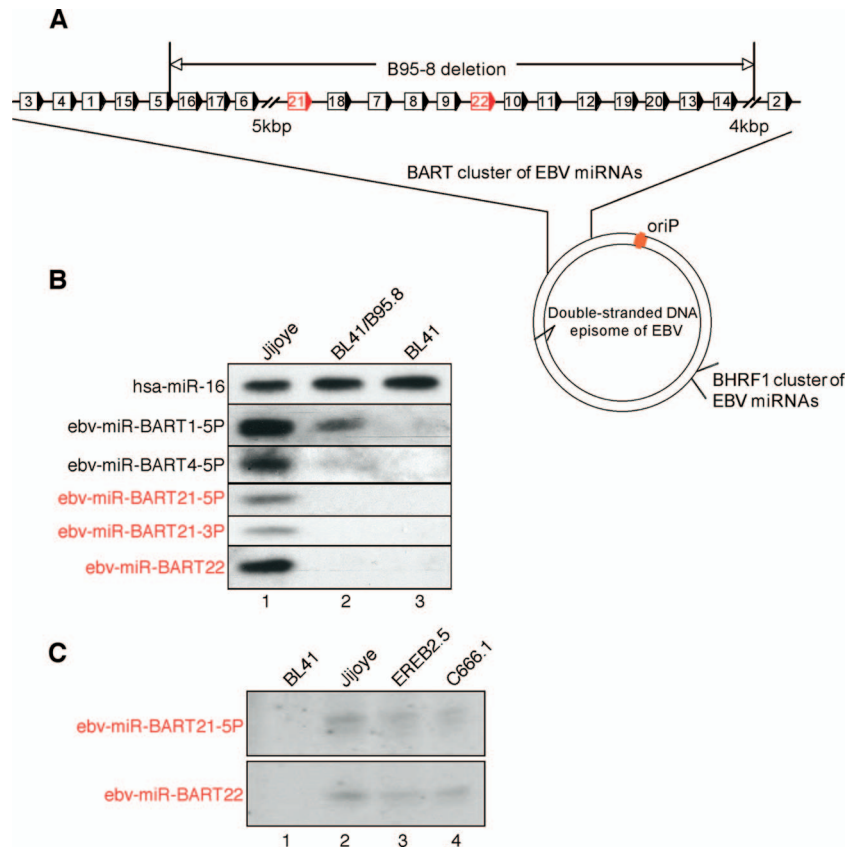 A
B95-8 deletion
3 4 1 15 5 16 17 6 21 18 7 8 9 22 10 11 12 19 20 13 14 2
5kbp 4kbp
BART cluster of EBV miRNAs
oriP
Double-stranded DNA
episome of EBV
BHRF1 cluster of
EBV miRNAs
B
Jijoye BL41/B95.8 BL41
hsa-miR-16
ebv-miR-BART1-5P
ebv-miR-BART4-5P
ebv-miR-BART21-5P
ebv-miR-BART21-3P
ebv-miR-BART22
1 2 3
C
BL41 Jijoye EREB2.5 C666.1
ebv-miR-BART21-5P
ebv-miR-BART22
1 2 3 4